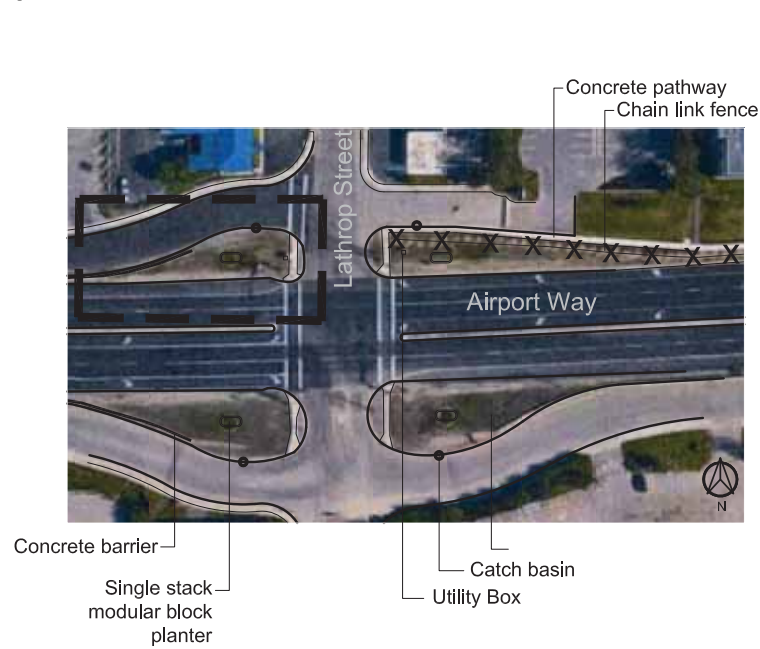 Concrete pathway
Chain link fence
Lathrop Street
Airport Way
N
Concrete barrier
Catch basin
Single stack
modular block
planter
Utility Box